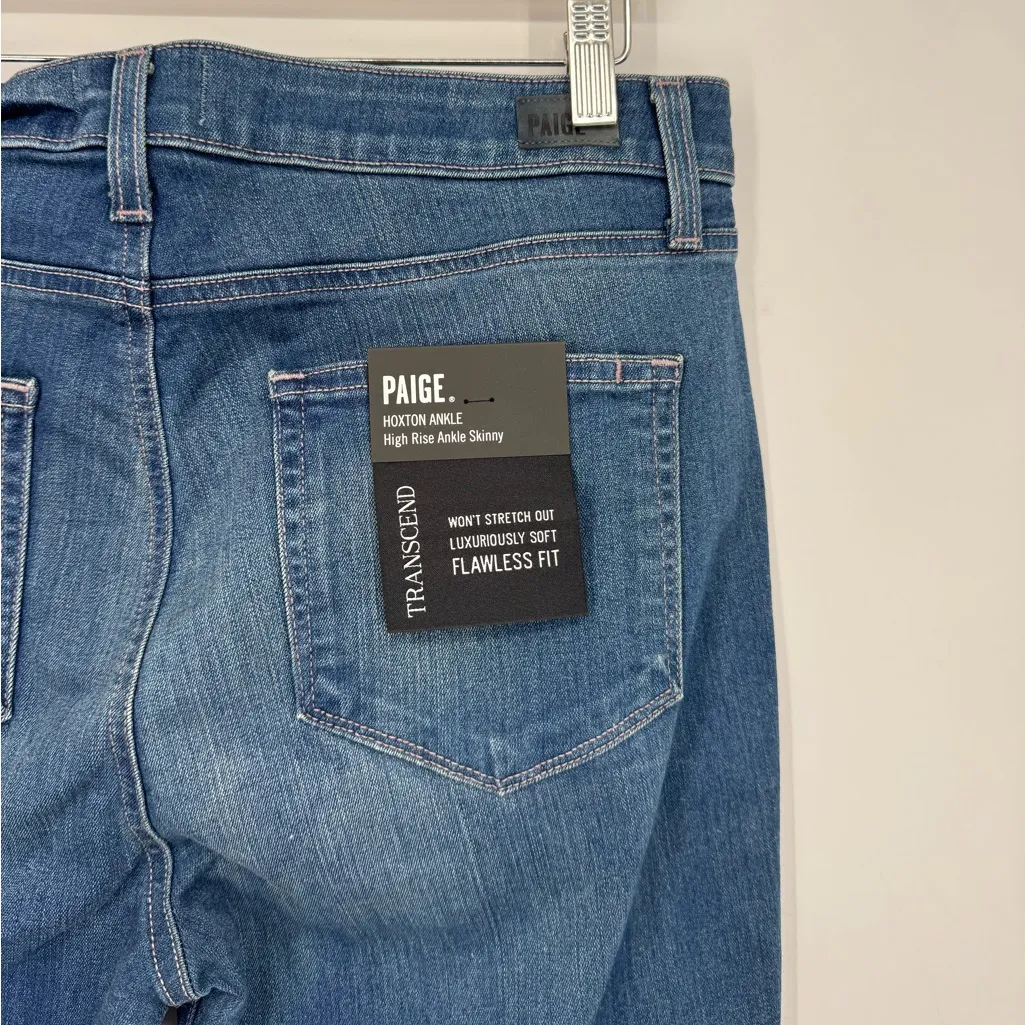 PAIGE
PAIGE®
HOXTON ANKLE
High Rise Ankle Skinny
TRANSCEND
WON'T STRETCH OUT
LUXURIOUSLY SOFT
FLAWLESS FIT